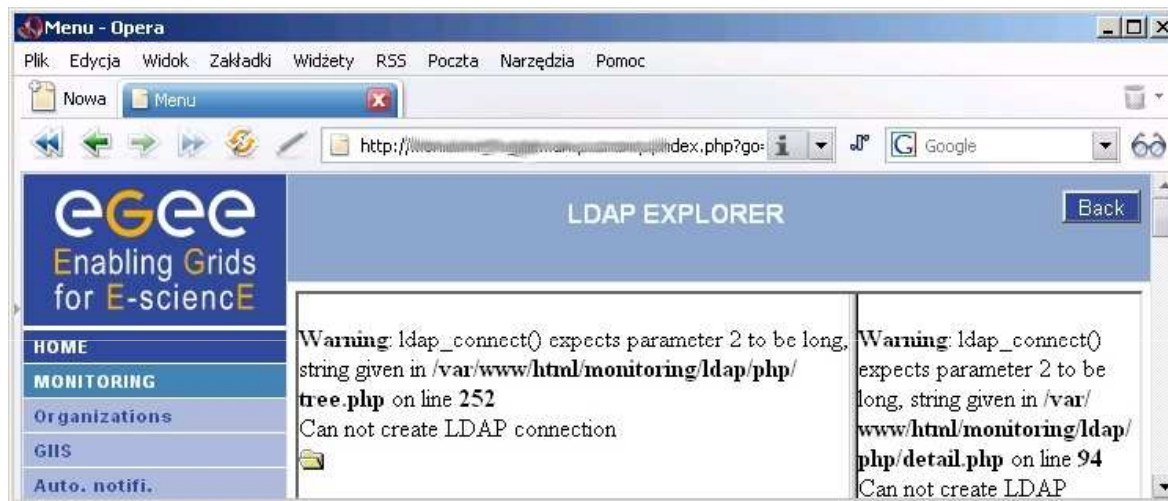 Menu - Opera
Plik Edycja Widok Zakładki Widżety RSS Poczta Narzędzia Pomoc
Nowa Menu
http:// index.php?go= Google
egee
Enabling Grids
for E-sciencE
LDAP EXPLORER
Back
HOME
MONITORING
Organizations
GIIS
Auto. notifi.
Warning: ldap_connect() expects parameter 2 to be long,
string given in /var/www/html/monitoring/ldap/php/
tree.php on line 252
Can not create LDAP connection
Warning: ldap_connect()
expects parameter 2 to be
long, string given in /var/
www/html/monitoring/ldap/
php/detail.php on line 94
Can not create LDAP